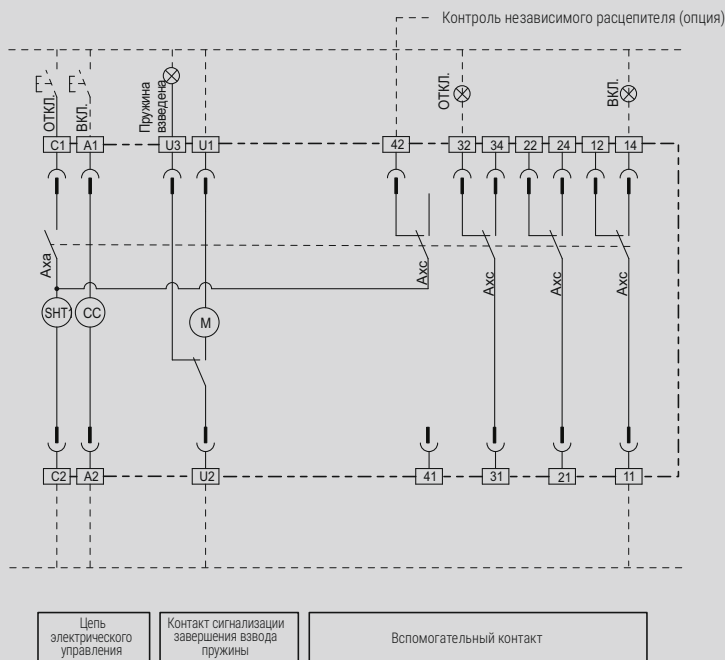 Контроль независимого расцепителя (опция)
ОТКЛ.
ВКЛ.
Пружина
взведена
ОТКЛ.
ВКЛ.
C1 A1 U3 U1 42 32 34 22 24 12 14
Axa
Axc
Axc
Axc
Axc
SHT1 CC M
C2 A2 U2 41 31 21 11
Цепь
электрического
управления
Контакт сигнализации
завершения взвода
пружины
Вспомогательный контакт